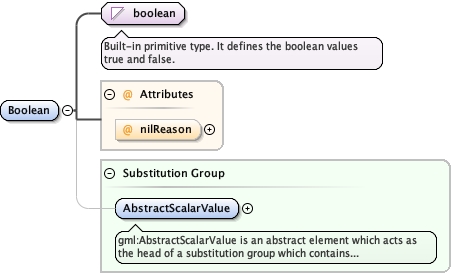 boolean
Built-in primitive type. It defines the boolean values
true and false.
Boolean
@ Attributes
@ nilReason
Substitution Group
AbstractScalarValue
gml:AbstractScalarValue is an abstract element which acts as
the head of a substitution group which contains...